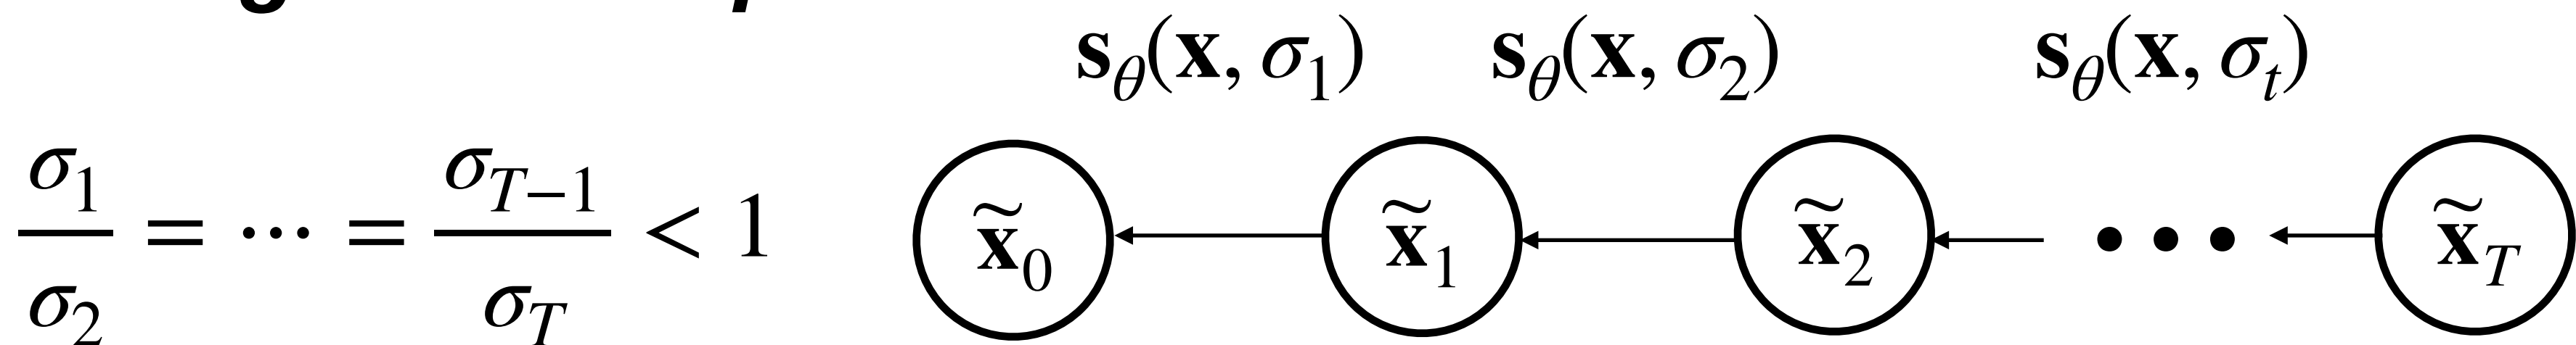 s_θ(x, σ_1) s_θ(x, σ_2) s_θ(x, σ_t)
σ_1/σ_2 = ⋯ = σ_{T−1}/σ_T < 1
x̃_0 x̃_1 x̃_2 ••• x̃_T